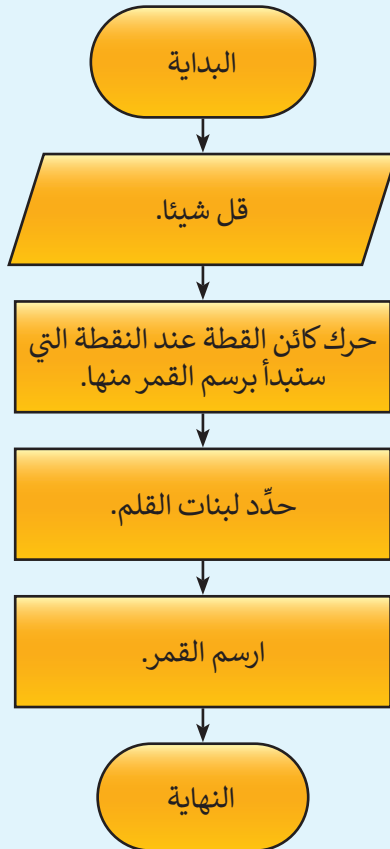 البداية
قل شيئا.
حرك كائن القطة عند النقطة التي
ستبدأ برسم القمر منها.
حدِّد لبنات القلم.
ارسم القمر.
النهاية